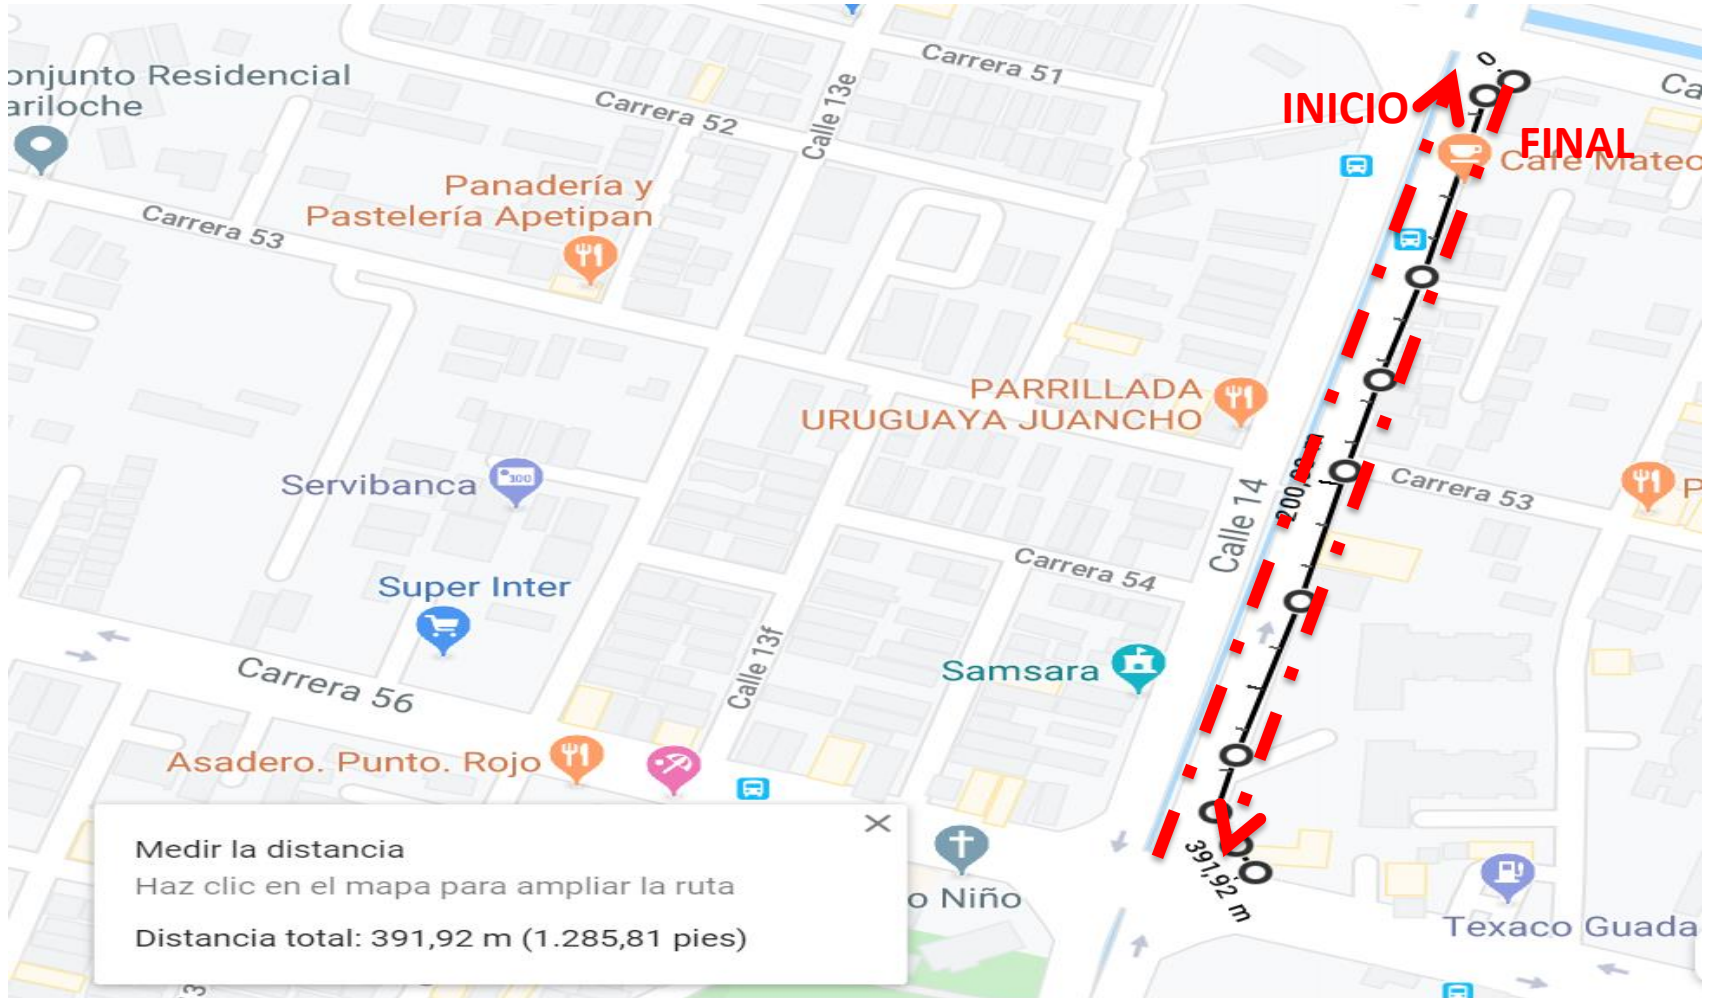 onjunto Residencial
ariloche
Carrera 51
Ca
0.
INICIO
FINAL
Cafe Mateo
Carrera 52
Calle 13e
Panadería y
Pastelería Apetipan
Carrera 53
PARRILLADA
URUGUAYA JUANCHO
200,00 m
Calle 14
Carrera 53
P
Servibanca
Carrera 54
Super Inter
Calle 13f
Samsara
Carrera 56
Asadero. Punto. Rojo
Medir la distancia
Haz clic en el mapa para ampliar la ruta
Distancia total: 391,92 m (1.285,81 pies)
391,92 m
o Niño
Texaco Guada